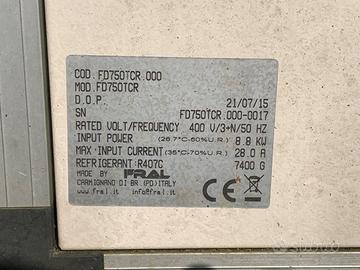 COD. FD750TCR.000
MOD. FD750TCR
D.O.P. 21/07/15
SN FD750TCR.000-0017
RATED VOLT/FREQUENCY 400 V/3+N/50 HZ
INPUT POWER (26.7°C-60%U.R.) 8.8 KW
MAX INPUT CURRENT (35°C-70%U.R.) 28.0 A
REFRIGERANT: R407C 7400 G
MADE BY FRAL
CARMIGNANO DI BR.(PD)ITALY
www.fral.it info@fral.it
CE
subito